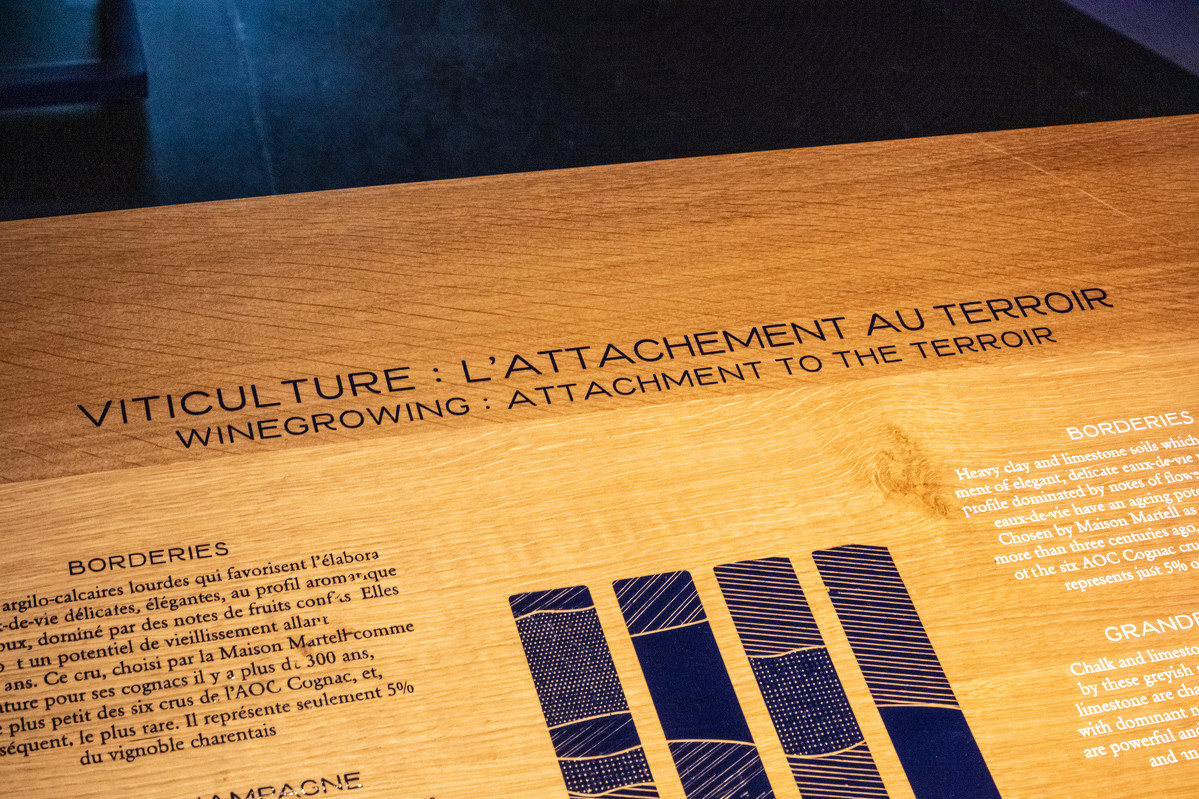 VITICULTURE : L'ATTACHEMENT AU TERROIR
WINEGROWING : ATTACHMENT TO THE TERROIR
BORDERIES
argilo-calcaires lourdes qui favorisent l'élabora
-de-vie délicates, élégantes, au profil aromatique
oux, dominé par des notes de fruits confits Elles
t un potentiel de vieillissement allant
ans. Ce cru, choisi par la Maison Martell comme
ature pour ses cognacs il y a plus de 300 ans,
plus petit des six crus de l'AOC Cognac, et,
séquent, le plus rare. Il représente seulement 5%
du vignoble charentais
AMPAGNE
BORDERIES
Heavy clay and limestone soils which
ment of elegant, delicate eaux-de-vie
profile dominated by notes of flow
eaux-de-vie have an ageing pot
Chosen by Maison Martell as
more than three centuries ago,
of the six AOC Cognac cru
represents just 5% o
GRANDE
Chalk and limesto
by these greyish
limestone are cha
with dominant n
are powerful and
and in